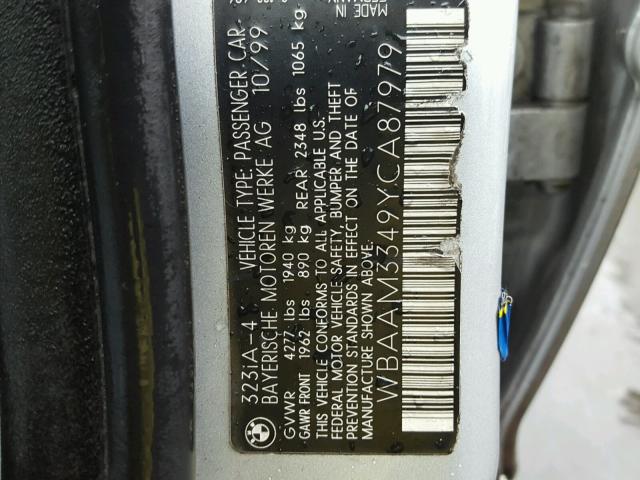 323iA-4 VEHICLE TYPE: PASSENGER CAR
BAYERISCHE MOTOREN WERKE AG 10/99
GVWR 4277 lbs 1940 kg
GAWR FRONT 1962 lbs 890 kg REAR 2348 lbs 1065 kg
THIS VEHICLE CONFORMS TO ALL APPLICABLE U.S.
FEDERAL MOTOR VEHICLE SAFETY, BUMPER AND THEFT
PREVENTION STANDARDS IN EFFECT ON THE DATE OF
MANUFACTURE SHOWN ABOVE.
WBAAM3349YCA87979
MADE IN
GERMANY
BMW